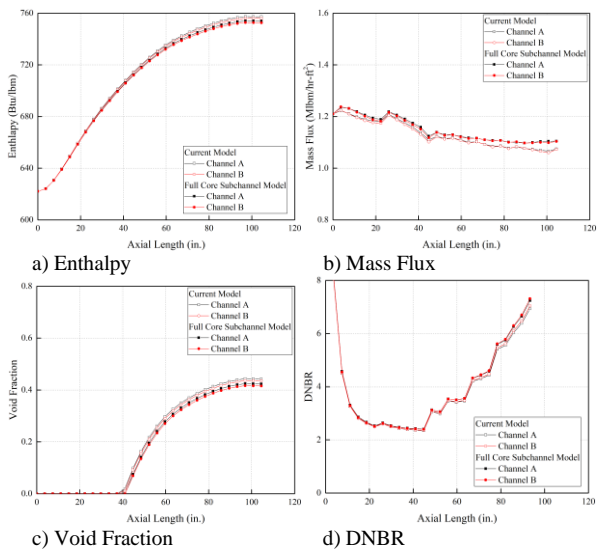 800
760
720
680
640
600
Enthlapy (Btu/lbm)
Current Model
Channel A
Channel B
Full Core Subchannel Model
Channel A
Channel B
0 20 40 60 80 100 120
Axial Length (in.)
a) Enthalpy
1.6
1.4
1.2
1.0
0.8
Mass Flux (Mlbm/hr-ft²)
Current Model
Channel A
Channel B
Full Core Subchannel Model
Channel A
Channel B
0 20 40 60 80 100 120
Axial Length (in.)
b) Mass Flux
0.8
0.6
0.4
0.2
0.0
Void Fraction
Current Model
Channel A
Channel B
Full Core Subchannel Model
Channel A
Channel B
0 20 40 60 80 100 120
Axial Length (in.)
c) Void Fraction
8
6
4
2
0
DNBR
Current Model
Channel A
Channel B
Full Core Subchannel Model
Channel A
Channel B
0 20 40 60 80 100 120
Axial Length (in.)
d) DNBR